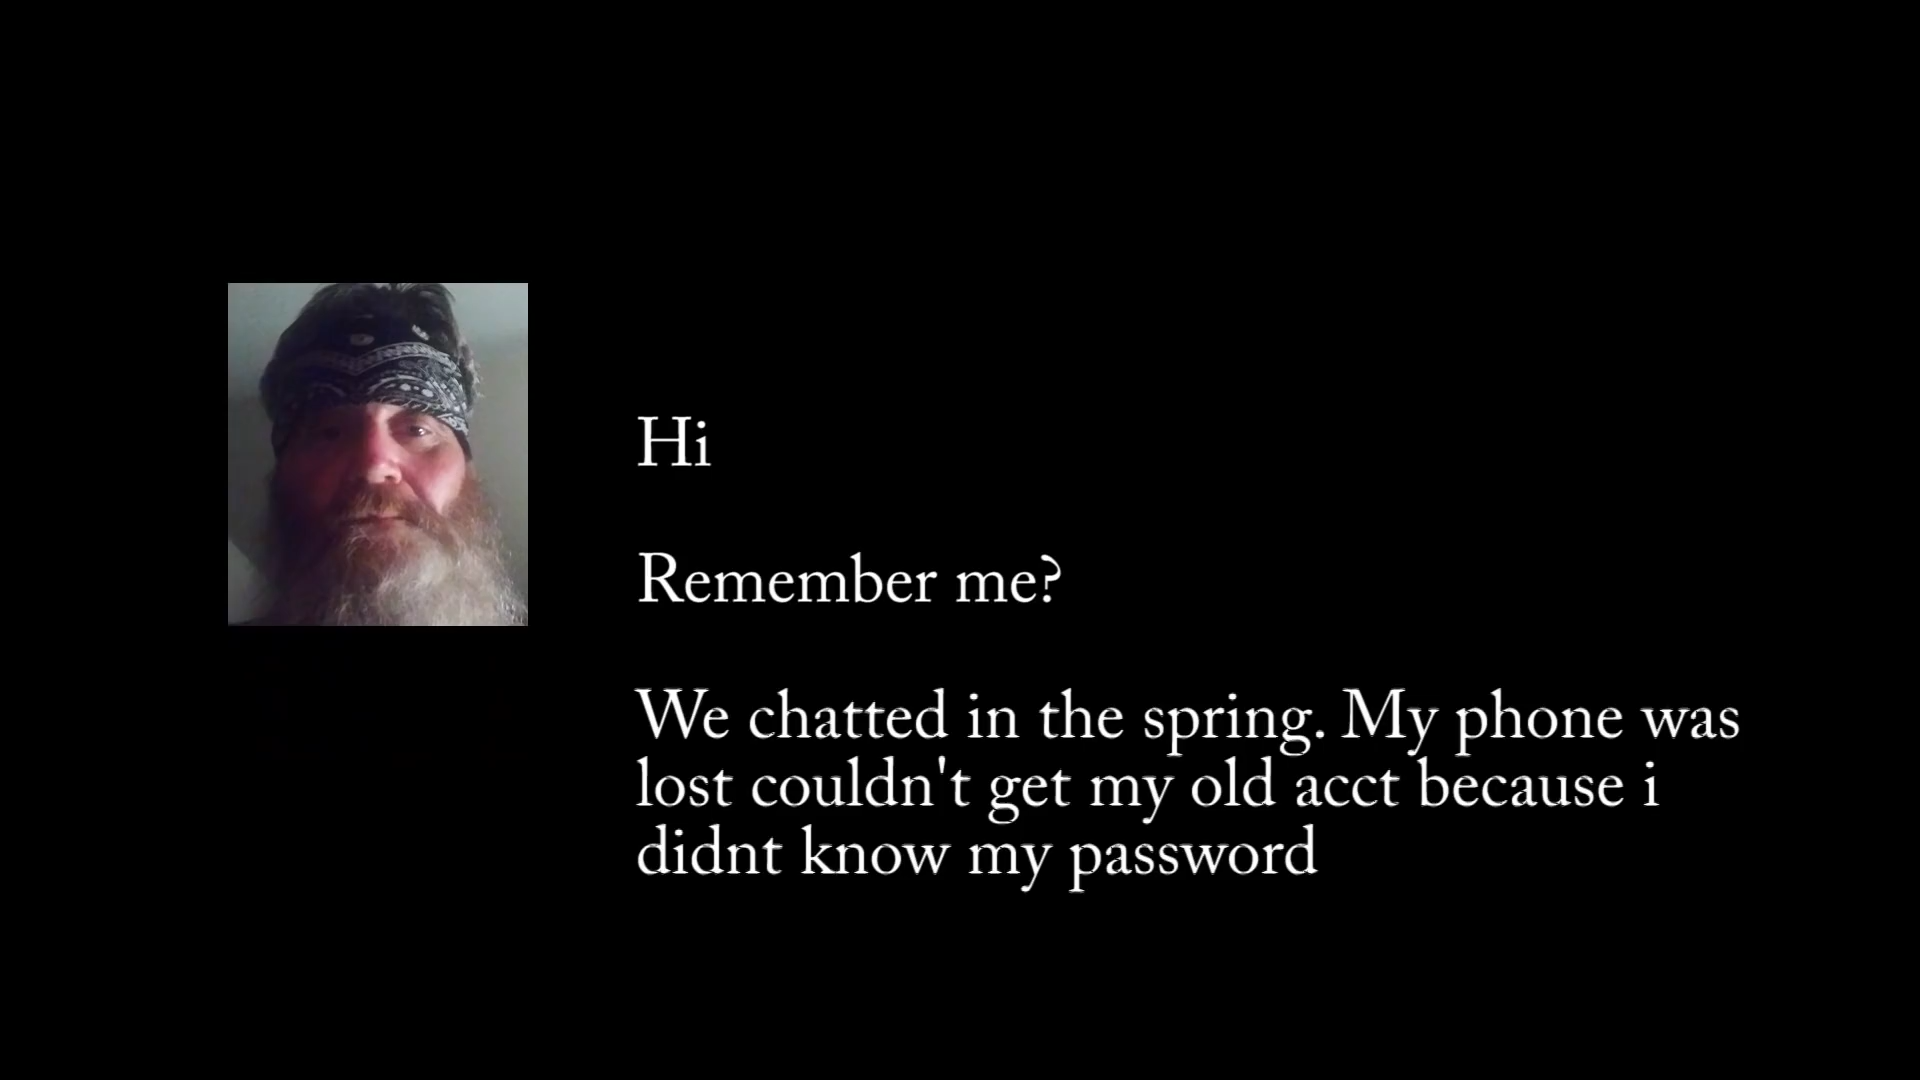 Hi
Remember me?
We chatted in the spring. My phone was
lost couldn't get my old acct because i
didnt know my password